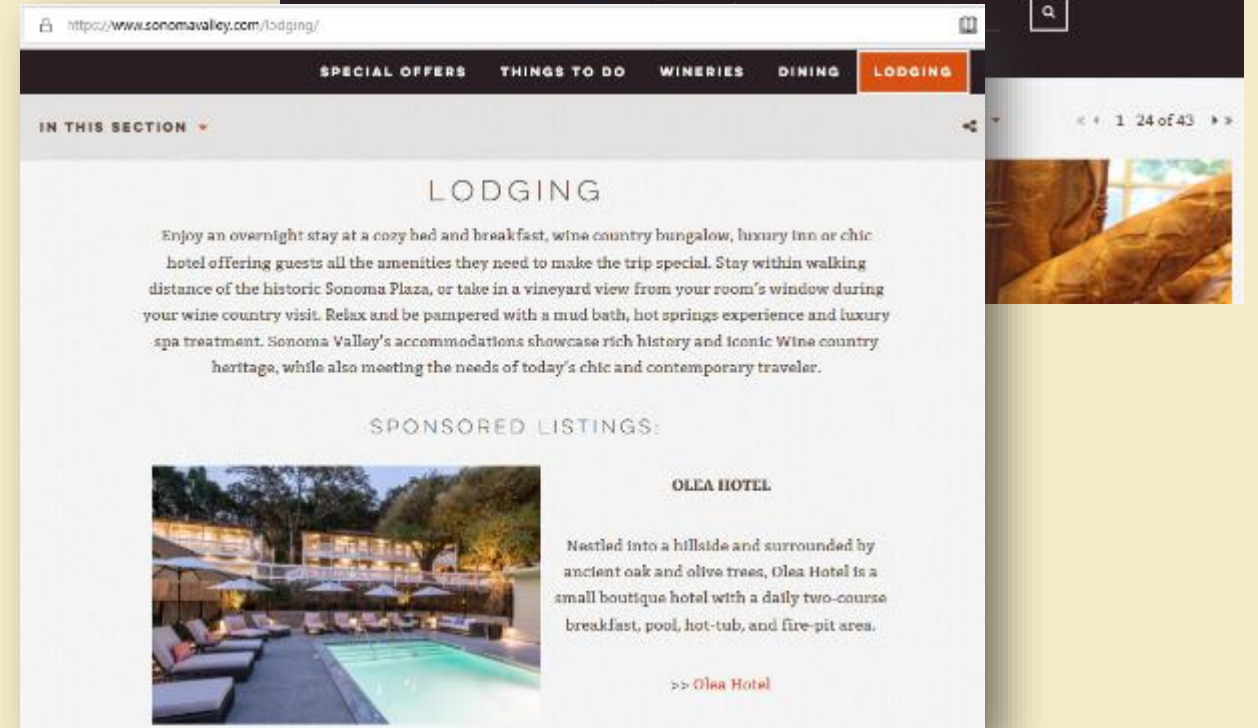 https://www.sonomavalley.com/lodging/
SPECIAL OFFERS THINGS TO DO WINERIES DINING LODGING
IN THIS SECTION
1 24 of 43
LODGING
Enjoy an overnight stay at a cozy bed and breakfast, wine country bungalow, luxury inn or chic
hotel offering guests all the amenities they need to make the trip special. Stay within walking
distance of the historic Sonoma Plaza, or take in a vineyard view from your room's window during
your wine country visit. Relax and be pampered with a mud bath, hot springs experience and luxury
spa treatment. Sonoma Valley's accommodations showcase rich history and iconic Wine country
heritage, while also meeting the needs of today's chic and contemporary traveler.
SPONSORED LISTINGS:
OLEA HOTEL
Nestled into a hillside and surrounded by
ancient oak and olive trees, Olea Hotel is a
small boutique hotel with a daily two-course
breakfast, pool, hot-tub, and fire-pit area.
>> Olea Hotel